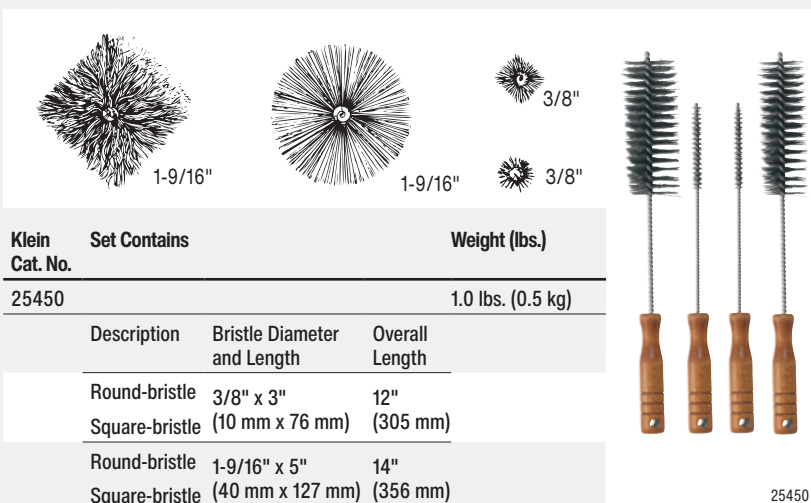 3/8"
1-9/16"
1-9/16"
3/8"
Klein Cat. No.
Set Contains
Weight (lbs.)
25450
1.0 lbs. (0.5 kg)
Description
Bristle Diameter and Length
Overall Length
Round-bristle
Square-bristle
3/8" x 3"
(10 mm x 76 mm)
12"
(305 mm)
Round-bristle
Square-bristle
1-9/16" x 5"
(40 mm x 127 mm)
14"
(356 mm)
25450